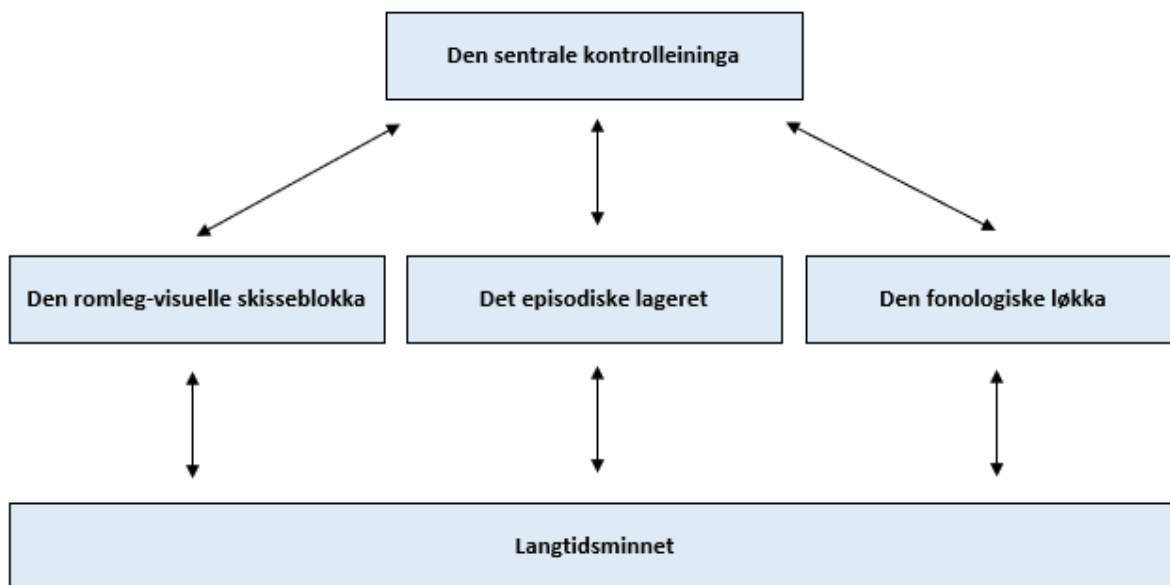 Den sentrale kontrolleininga
Den romleg-visuelle skisseblokka
Det episodiske lageret
Den fonologiske løkka
Langtidsminnet